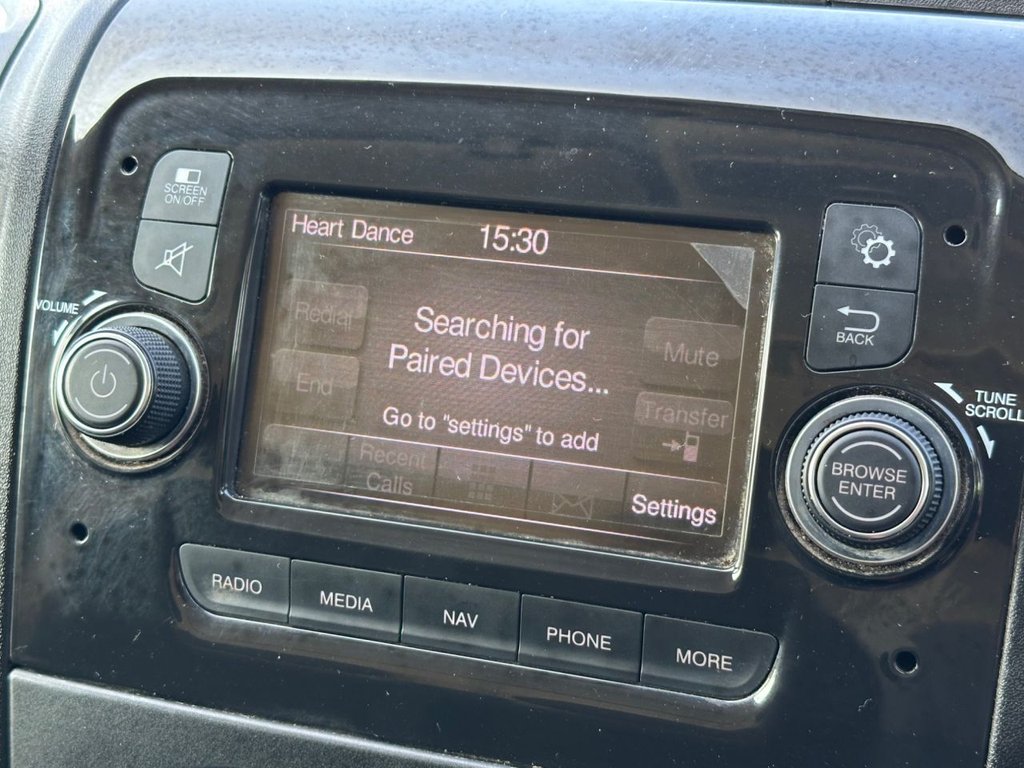 SCREEN
ON/OFF
VOLUME
Heart Dance 15:30
Redial
End
Searching for
Paired Devices...
Go to "settings" to add
Mute
Transfer
Recent
Calls
Settings
BACK
TUNE
SCROLL
BROWSE
ENTER
RADIO
MEDIA
NAV
PHONE
MORE